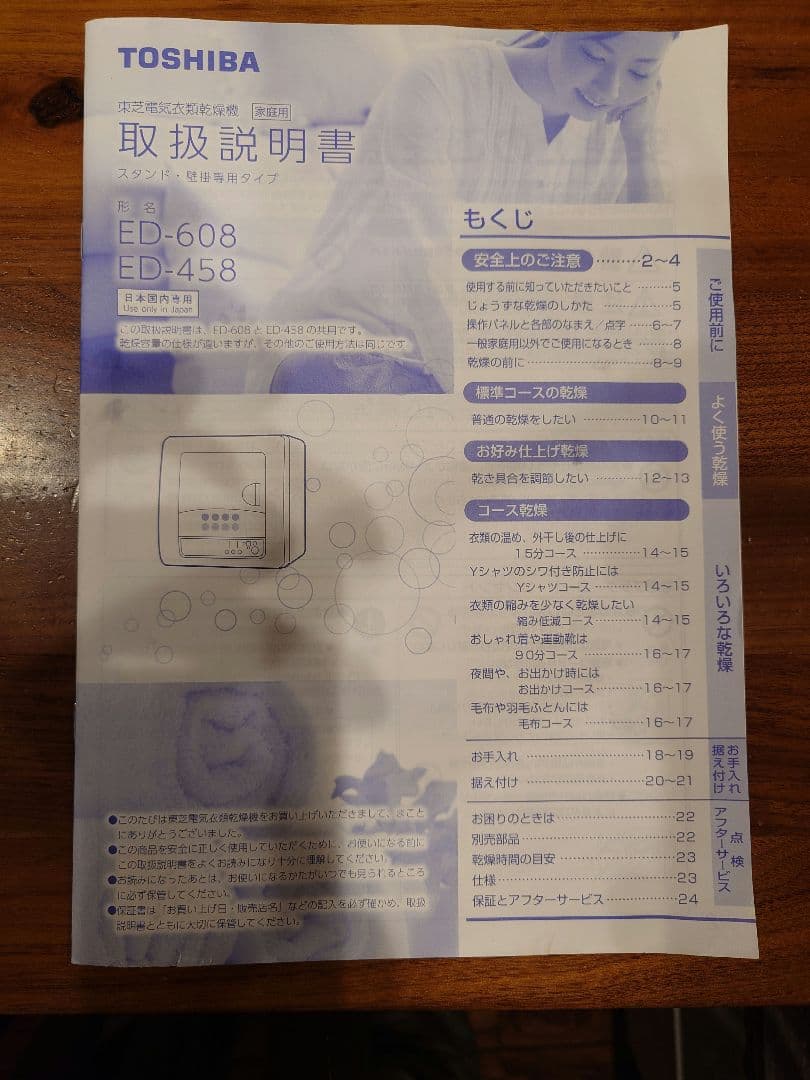 TOSHIBA
東芝電気衣類乾燥機 家庭用
取扱説明書
スタンド・壁掛専用タイプ
形 名
ED-608
ED-458
日本国内専用
Use only in Japan
この取扱説明書は、ED-608とED-458の共用です。
乾燥容量の仕様が違いますが、その他のご使用方法は同じです
●このたびは東芝電気衣類乾燥機をお買い上げいただきまして、まこと
にありがとうございました。
●この商品を安全に正しく使用していただくために、お使いになる前に
この取扱説明書をよくお読みになり十分に理解してください。
●お読みになったあとは、お使いになるかたがいつでも見られるところ
に必ず保管してください。
●保証書は「お買い上げ日・販売店名」などの記入を必ず確かめ、取扱
説明書とともに大切に保管してください。
もくじ
安全上のご注意 ………2〜4
使用する前に知っていただきたいこと ………5
じょうずな乾燥のしかた …………5
操作パネルと各部のなまえ／点字 ………6〜7
一般家庭用以外でご使用になるとき ………8
乾燥の前に…………………8〜9
標準コースの乾燥
普通の乾燥をしたい ……………10〜11
お好み仕上げ乾燥
乾き具合を調節したい …………12〜13
コース乾燥
衣類の温め、外干し後の仕上げに
15分コース ……………14〜15
Yシャツのシワ付き防止には
Yシャツコース …………14〜15
衣類の縮みを少なく乾燥したい
縮み低減コース…………14〜15
おしゃれ着や運動靴は
90分コース ……………16〜17
夜間や、お出かけ時には
お出かけコース…………16〜17
毛布や羽毛ふとんには
毛布コース ……………16〜17
お手入れ …………………18〜19
据え付け …………………20〜21
お困りのときは …………………22
別売部品 …………………22
乾燥時間の目安 …………………23
仕様 …………………23
保証とアフターサービス …………24
ご使用前に
よく使う乾燥
いろいろな乾燥
お手入れ
据え付け
点検
アフターサービス